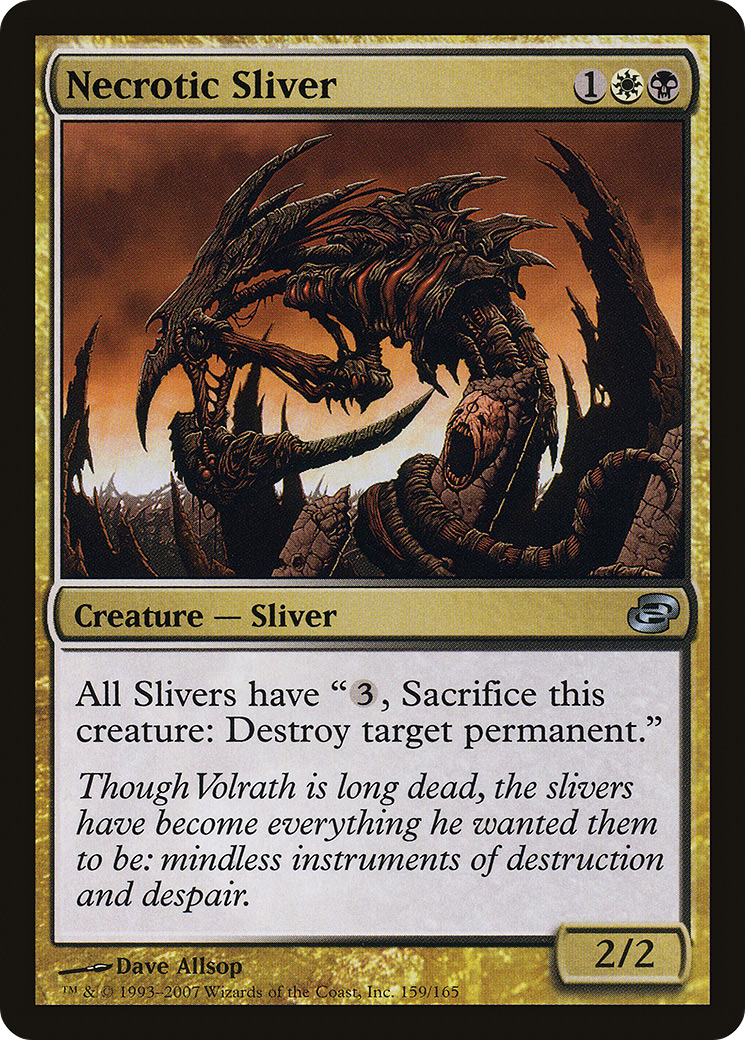 Necrotic Sliver 1
Creature — Sliver
All Slivers have “3, Sacrifice this
creature: Destroy target permanent.”
Though Volrath is long dead, the slivers
have become everything he wanted them
to be: mindless instruments of destruction
and despair.
2/2
Dave Allsop
™ & © 1993–2007 Wizards of the Coast, Inc. 159/165